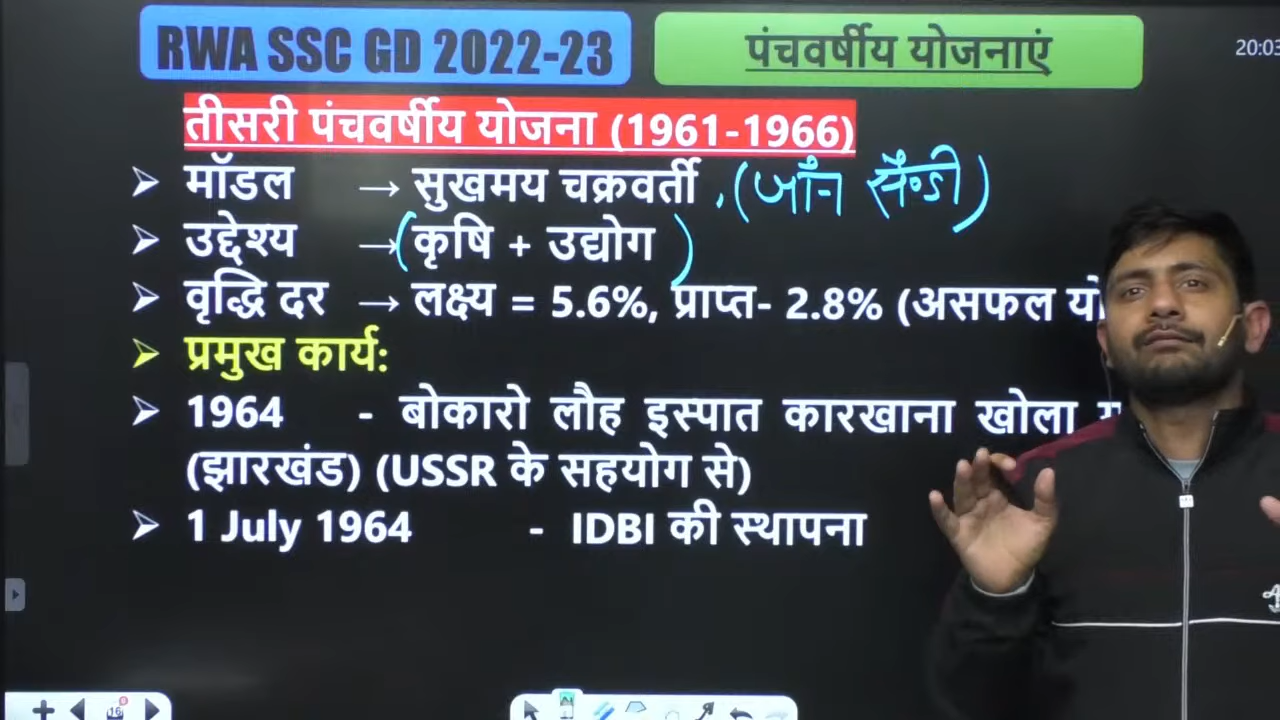 RWA SSC GD 2022-23
पंचवर्षीय योजनाएं
20:03
तीसरी पंचवर्षीय योजना (1961-1966)
➢ मॉडल → सुखमय चक्रवर्ती . (जॉन सैण्डी)
➢ उद्देश्य → (कृषि + उद्योग)
➢ वृद्धि दर → लक्ष्य = 5.6%, प्राप्त- 2.8% (असफल
➢ प्रमुख कार्य:
➢ 1964 - बोकारो लौह इस्पात कारखाना खोला
(झारखंड) (USSR के सहयोग से)
➢ 1 July 1964 - IDBI की स्थापना
16